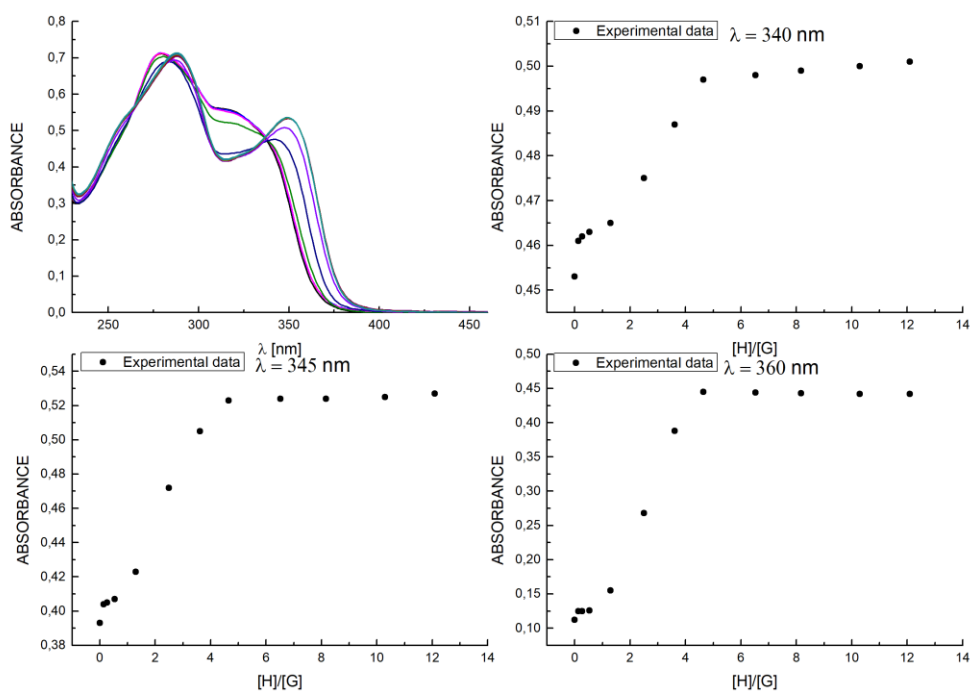 0,8
0,7
0,6
0,5
0,4
0,3
0,2
0,1
0,0
ABSORBANCE
250 300 350 400 450
λ [nm]
Experimental data
λ = 340 nm
0,51
0,50
0,49
0,48
0,47
0,46
0,45
ABSORBANCE
0 2 4 6 8 10 12 14
[H]/[G]
Experimental data
λ = 345 nm
0,54
0,52
0,50
0,48
0,46
0,44
0,42
0,40
0,38
ABSORBANCE
0 2 4 6 8 10 12 14
[H]/[G]
Experimental data
λ = 360 nm
0,50
0,45
0,40
0,35
0,30
0,25
0,20
0,15
0,10
ABSORBANCE
0 2 4 6 8 10 12 14
[H]/[G]